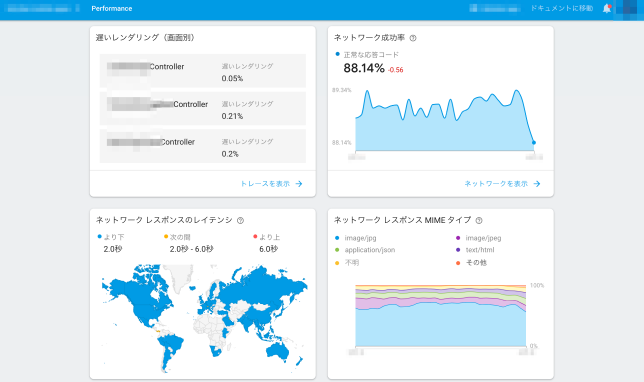 Performance
ドキュメントに移動
遅いレンダリング（画面別）
Controller
遅いレンダリング
0.05%
Controller
遅いレンダリング
0.21%
Controller
遅いレンダリング
0.2%
トレースを表示 →
ネットワーク成功率
正常な応答コード
88.14% -0.56
89.34%
88.14%
ネットワークを表示 →
ネットワーク レスポンスのレイテンシ
より下
2.0秒
次の間
2.0秒 - 6.0秒
より上
6.0秒
ネットワーク レスポンス MIME タイプ
image/jpg
image/jpeg
application/json
text/html
不明
その他
100%
0%